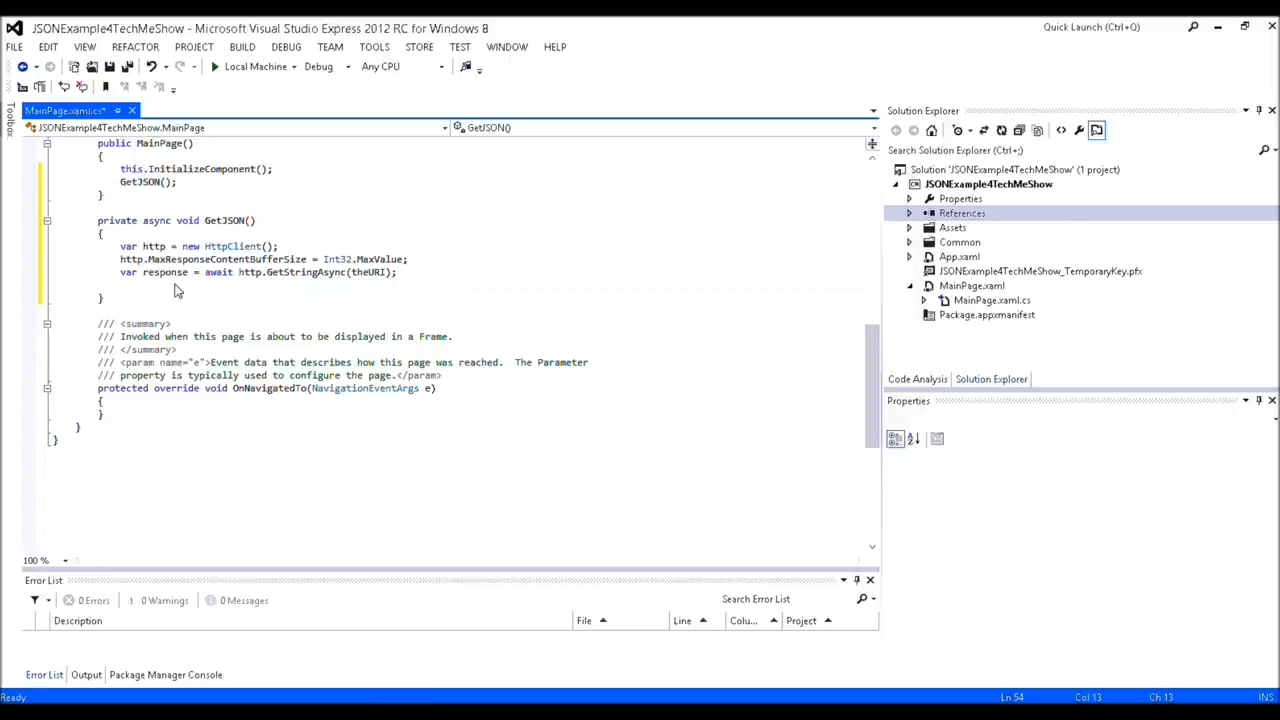 JSONExample4TechMeShow - Microsoft Visual Studio Express 2012 RC for Windows 8
Quick Launch (Ctrl+Q)
FILE EDIT VIEW REFACTOR PROJECT BUILD DEBUG TEAM TOOLS STORE TEST WINDOW HELP
Local Machine Debug Any CPU
Toolbox
MainPage.xaml.cs*
JSONExample4TechMeShow.MainPage
GetJSON()
public MainPage()
{
this.InitializeComponent();
GetJSON();
}
private async void GetJSON()
{
var http = new HttpClient();
http.MaxResponseContentBufferSize = Int32.MaxValue;
var response = await http.GetStringAsync(theURI);
}
/// <summary>
/// Invoked when this page is about to be displayed in a Frame.
/// </summary>
/// <param name="e">Event data that describes how this page was reached.  The Parameter
/// property is typically used to configure the page.</param>
protected override void OnNavigatedTo(NavigationEventArgs e)
{
}
}
}
100 %
Solution Explorer
Search Solution Explorer (Ctrl+;)
Solution 'JSONExample4TechMeShow' (1 project)
JSONExample4TechMeShow
Properties
References
Assets
Common
App.xaml
JSONExample4TechMeShow_TemporaryKey.pfx
MainPage.xaml
MainPage.xaml.cs
Package.appxmanifest
Code Analysis Solution Explorer
Properties
Error List
0 Errors 0 Warnings 0 Messages
Search Error List
Description File Line Colu... Project
Error List Output Package Manager Console
Ready Ln 54 Col 13 Ch 13 INS